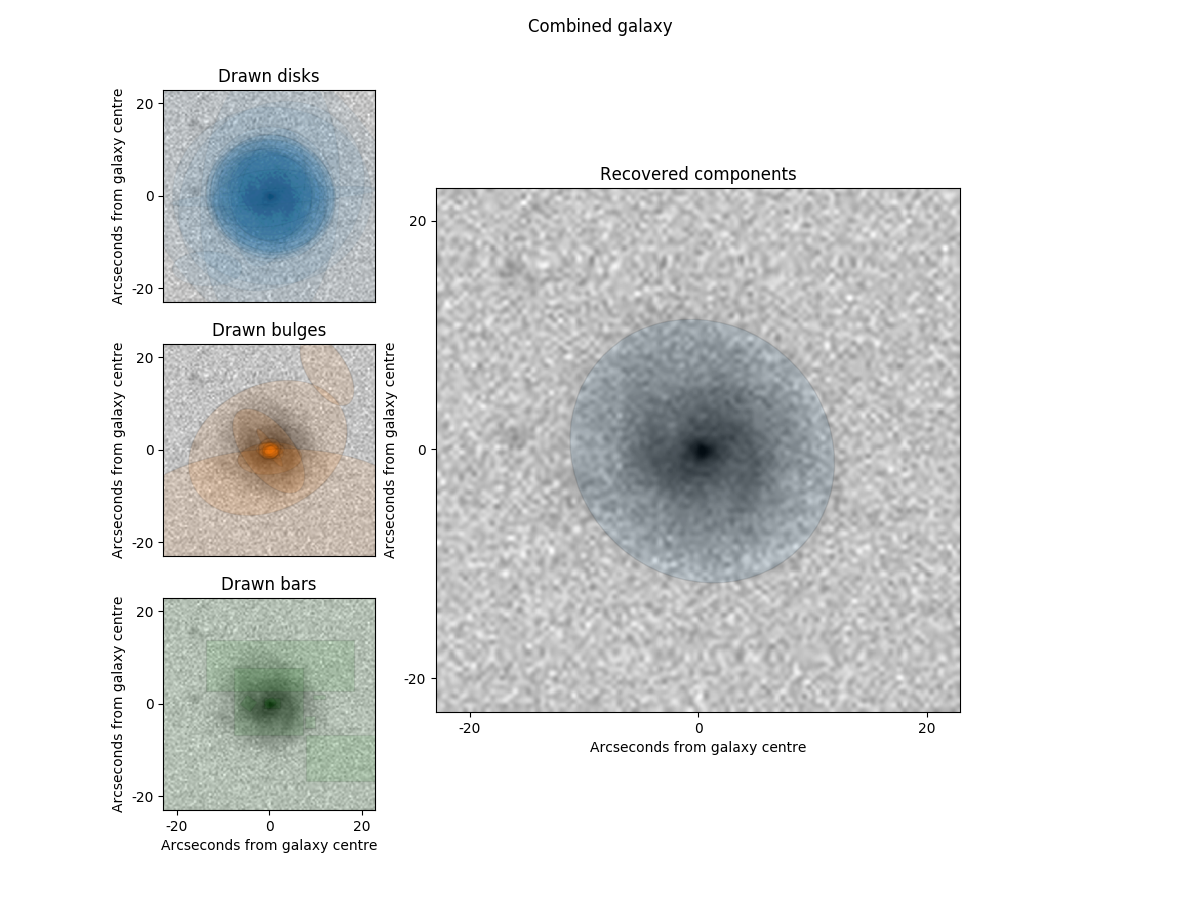 Combined galaxy
Drawn disks
Arcseconds from galaxy centre
20
0
-20
Drawn bulges
Arcseconds from galaxy centre
20
0
-20
Drawn bars
Arcseconds from galaxy centre
20
0
-20
-20 0 20
Arcseconds from galaxy centre
Recovered components
Arcseconds from galaxy centre
20
0
-20
-20 0 20
Arcseconds from galaxy centre